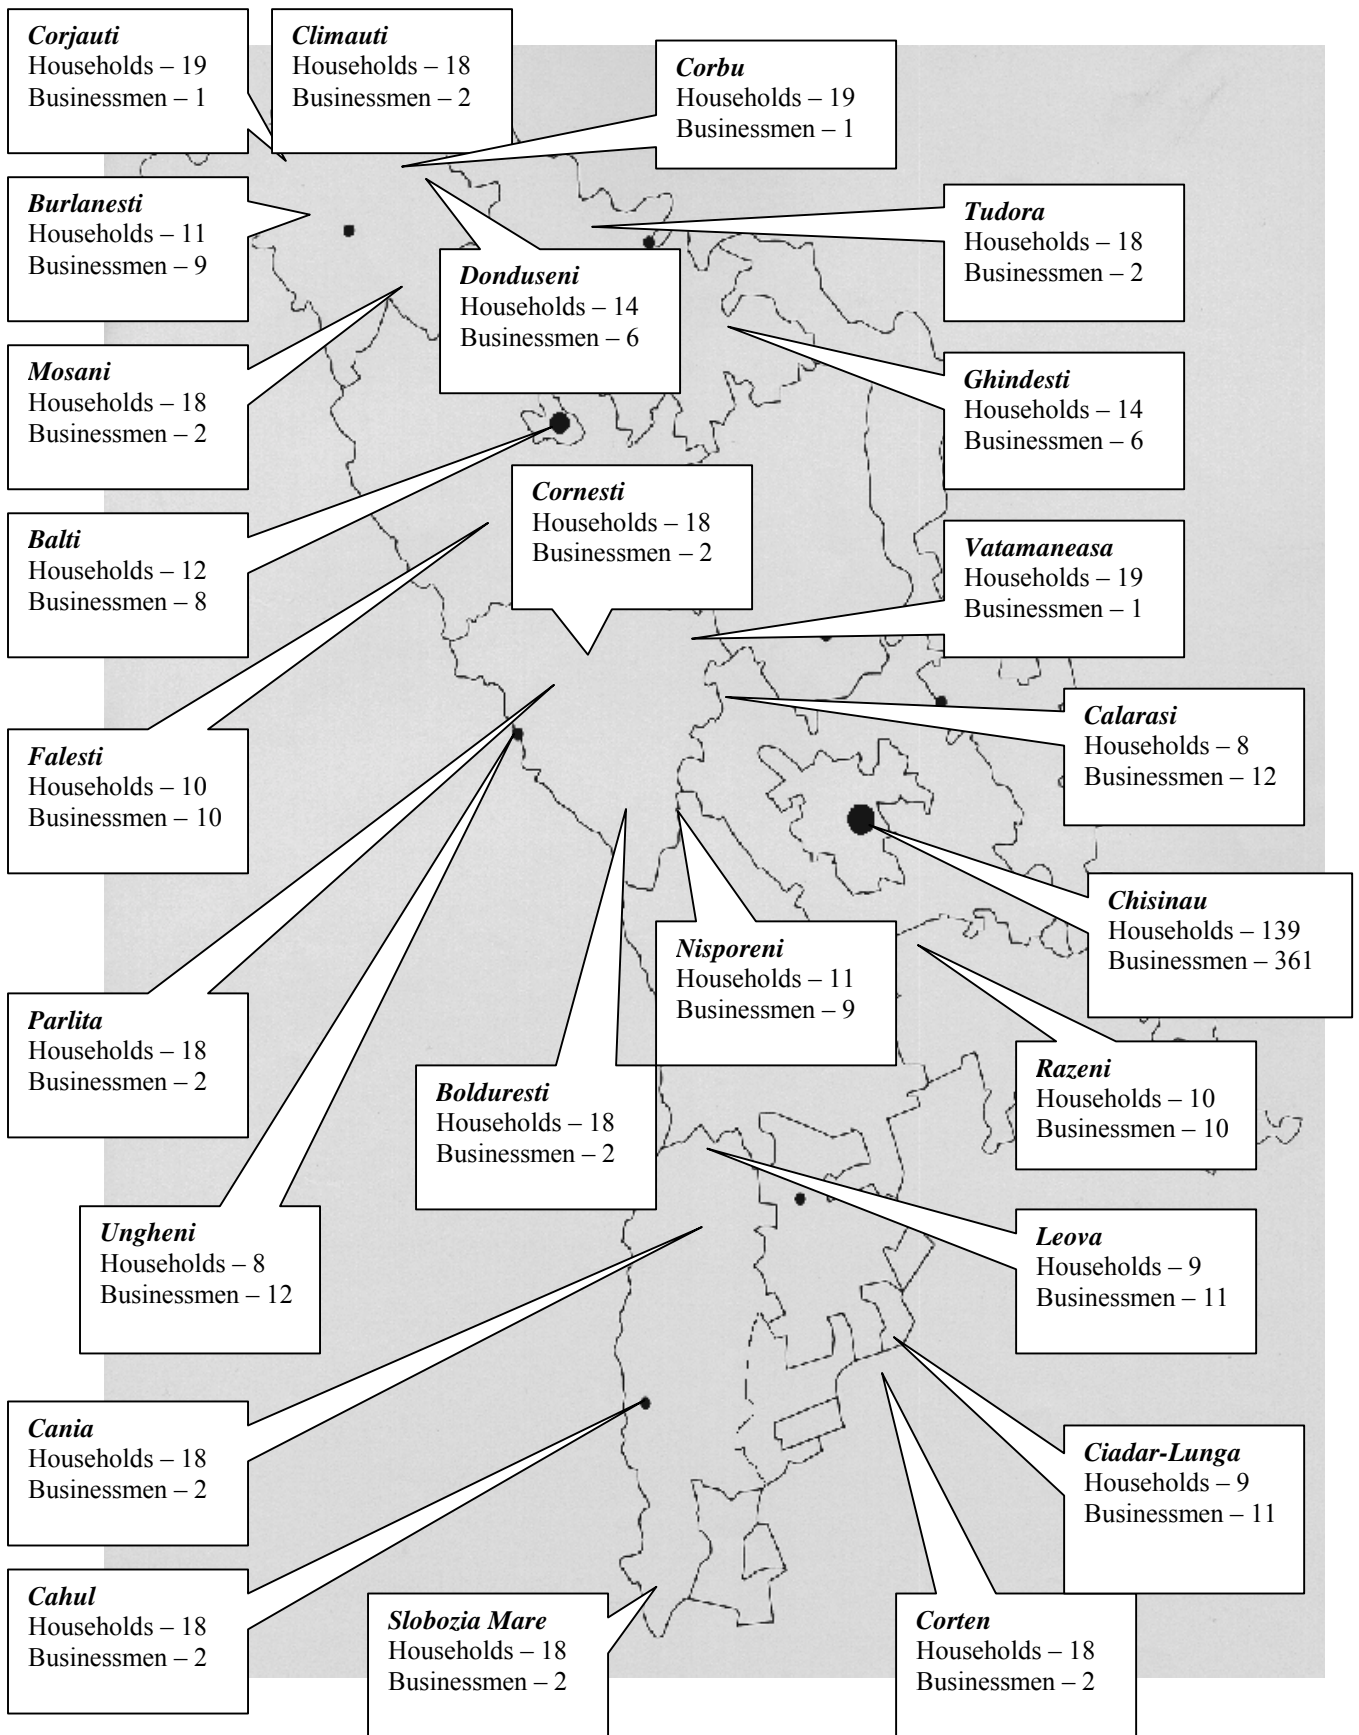 Corjauti
Households – 19
Businessmen – 1
Climauti
Households – 18
Businessmen – 2
Corbu
Households – 19
Businessmen – 1
Burlanesti
Households – 11
Businessmen – 9
Tudora
Households – 18
Businessmen – 2
Donduseni
Households – 14
Businessmen – 6
Mosani
Households – 18
Businessmen – 2
Ghindesti
Households – 14
Businessmen – 6
Cornesti
Households – 18
Businessmen – 2
Balti
Households – 12
Businessmen – 8
Vatamaneasa
Households – 19
Businessmen – 1
Calarasi
Households – 8
Businessmen – 12
Falesti
Households – 10
Businessmen – 10
Chisinau
Households – 139
Businessmen – 361
Nisporeni
Households – 11
Businessmen – 9
Parlita
Households – 18
Businessmen – 2
Razeni
Households – 10
Businessmen – 10
Bolduresti
Households – 18
Businessmen – 2
Ungheni
Households – 8
Businessmen – 12
Leova
Households – 9
Businessmen – 11
Cania
Households – 18
Businessmen – 2
Ciadar-Lunga
Households – 9
Businessmen – 11
Cahul
Households – 18
Businessmen – 2
Slobozia Mare
Households – 18
Businessmen – 2
Corten
Households – 18
Businessmen – 2